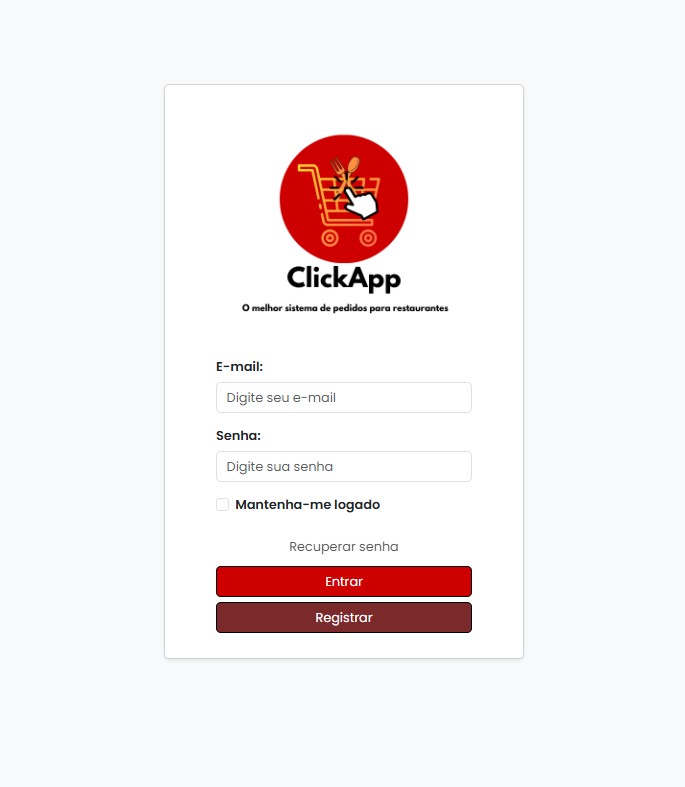 ClickApp
O melhor sistema de pedidos para restaurantes
E-mail:
Digite seu e-mail
Senha:
Digite sua senha
Mantenha-me logado
Recuperar senha
Entrar
Registrar